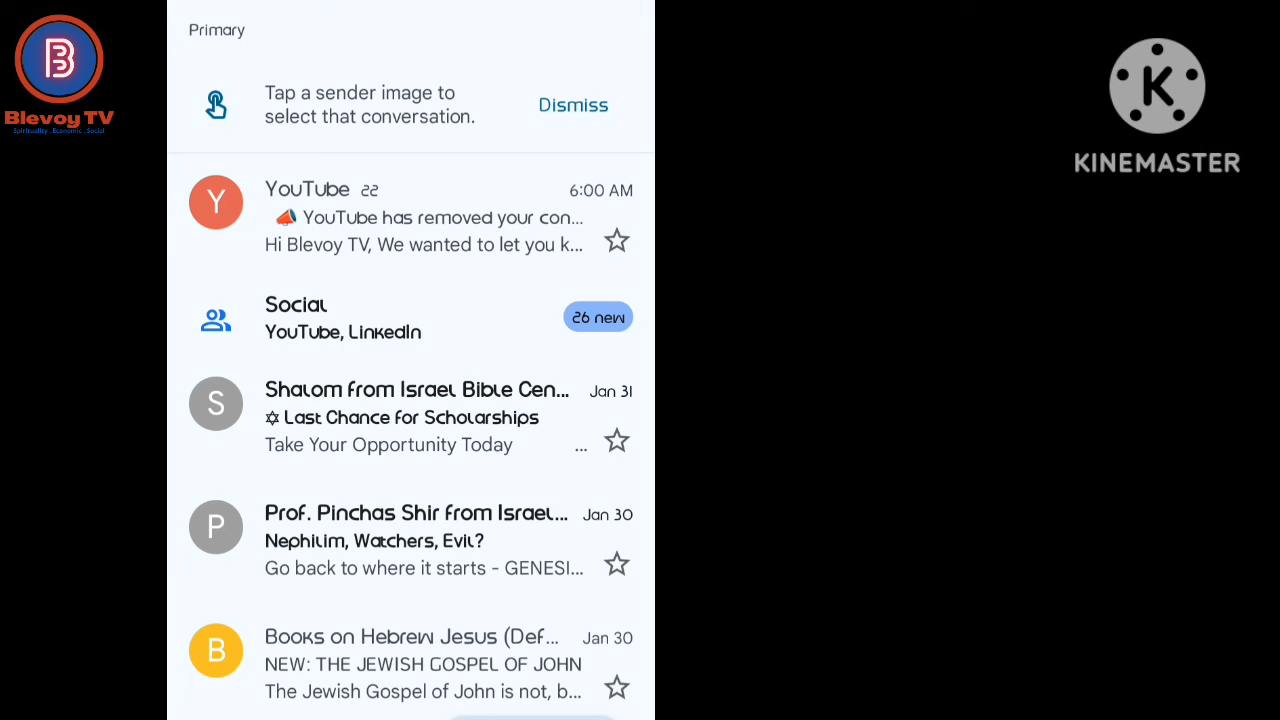 Primary
Tap a sender image to
select that conversation.
Dismiss
B
Blevoy TV
Spirituality . Economic . Social
K
KINEMASTER
Y
YouTube 22
6:00 AM
📣 YouTube has removed your con...
Hi Blevoy TV, We wanted to let you k...
Social
YouTube, LinkedIn
26 new
S
Shalom from Israel Bible Cen...
Jan 31
✡ Last Chance for Scholarships
Take Your Opportunity Today ...
P
Prof. Pinchas Shir from Israel...
Jan 30
Nephilim, Watchers, Evil?
Go back to where it starts - GENESI...
B
Books on Hebrew Jesus (Def...
Jan 30
NEW: THE JEWISH GOSPEL OF JOHN
The Jewish Gospel of John is not, b...